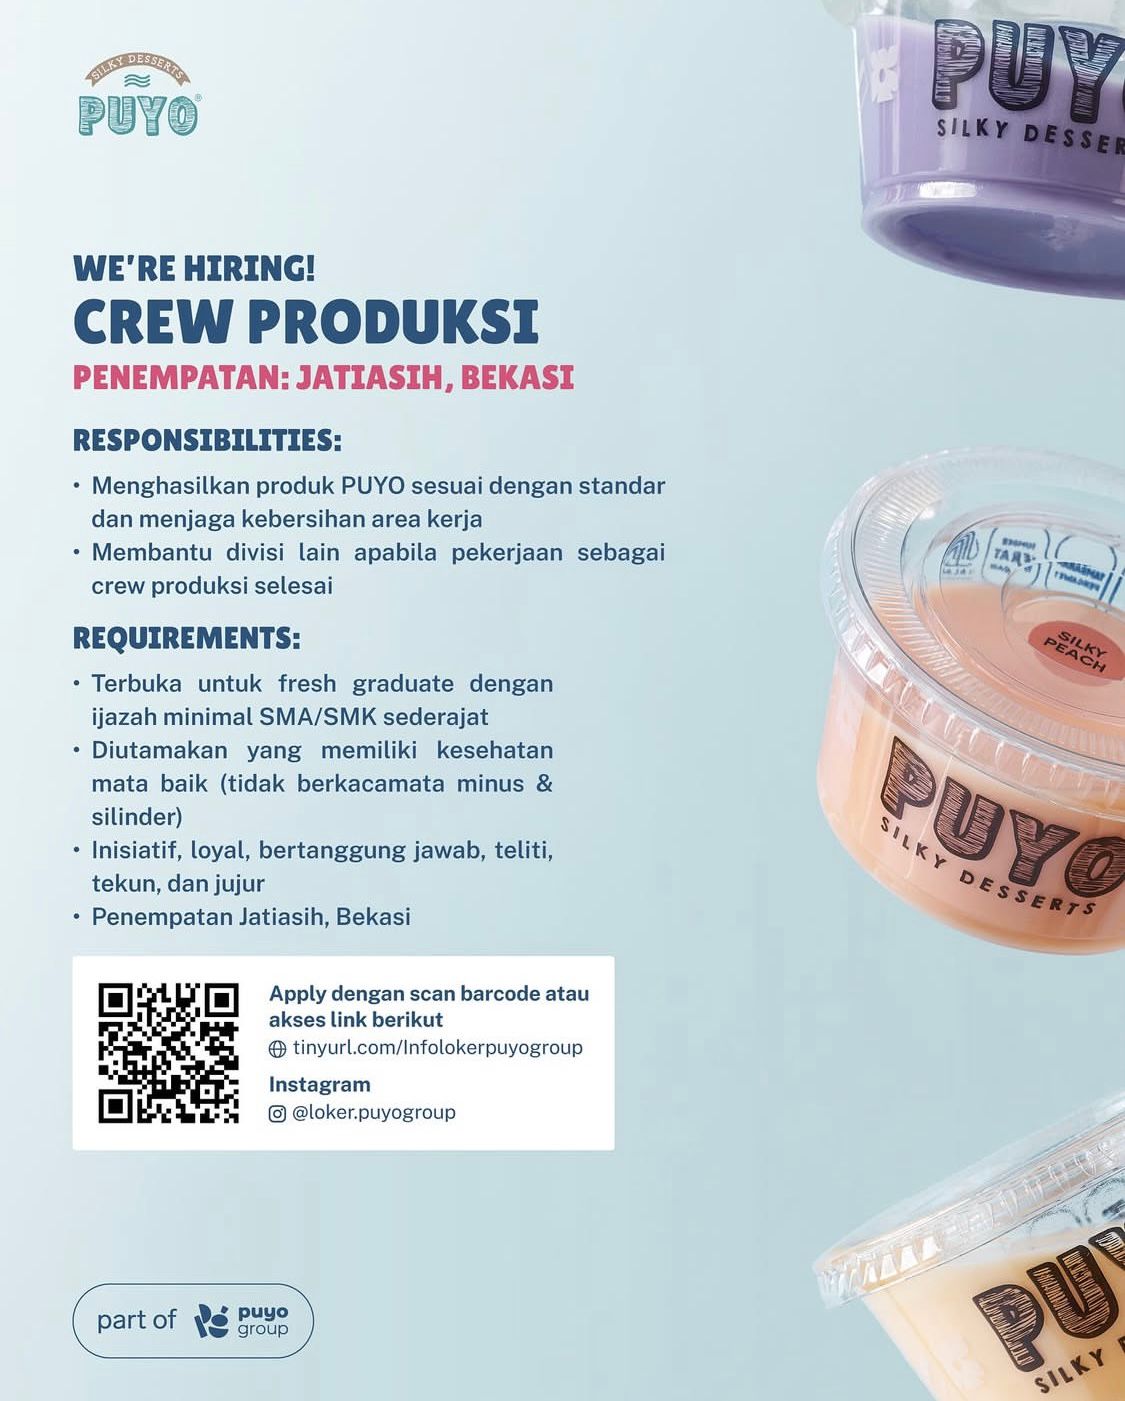 SILKY DESSERTS
PUYO®
WE'RE HIRING!
CREW PRODUKSI
PENEMPATAN: JATIASIH, BEKASI
RESPONSIBILITIES:
• Menghasilkan produk PUYO sesuai dengan standar
dan menjaga kebersihan area kerja
• Membantu divisi lain apabila pekerjaan sebagai
crew produksi selesai
REQUIREMENTS:
• Terbuka untuk fresh graduate dengan
ijazah minimal SMA/SMK sederajat
• Diutamakan yang memiliki kesehatan
mata baik (tidak berkacamata minus &
silinder)
• Inisiatif, loyal, bertanggung jawab, teliti,
tekun, dan jujur
• Penempatan Jatiasih, Bekasi
Apply dengan scan barcode atau
akses link berikut
tinyurl.com/Infolokerpuyogroup
Instagram
@loker.puyogroup
part of
puyo
group
PUY
SILKY DESSER
SILKY
PEACH
PUYO
SILKY DESSERTS
PUY
SILKY